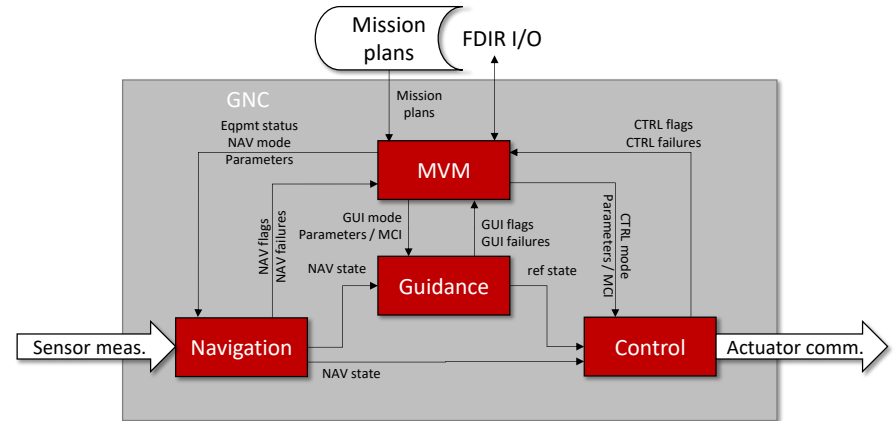 Mission
plans
FDIR I/O
GNC
Mission
plans
Eqpmt status
NAV mode
Parameters
CTRL flags
CTRL failures
MVM
NAV flags
NAV failures
GUI mode
Parameters / MCI
GUI flags
GUI failures
CTRL mode
Parameters / MCI
NAV state
Guidance
ref state
Sensor meas.
Navigation
Control
Actuator comm.
NAV state